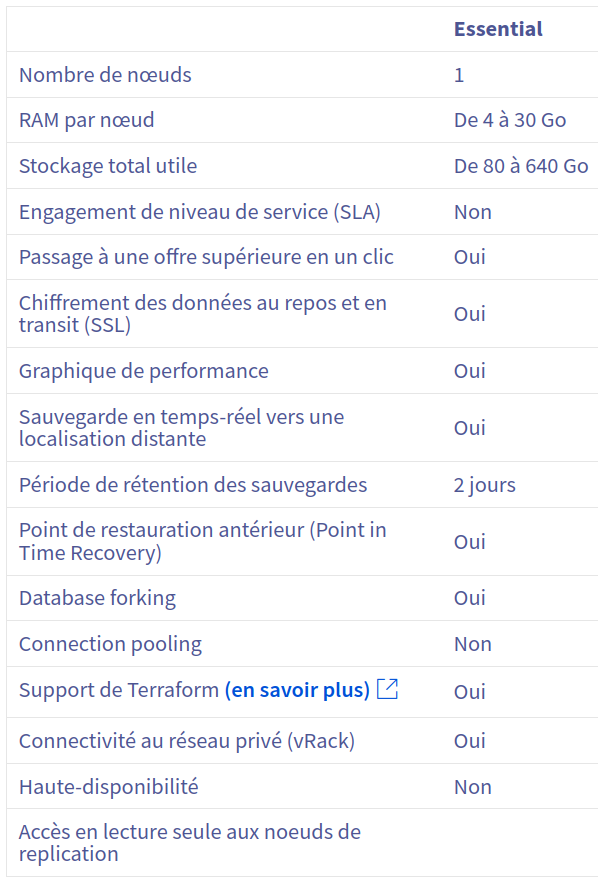 Essential
Nombre de nœuds 1
RAM par nœud De 4 à 30 Go
Stockage total utile De 80 à 640 Go
Engagement de niveau de service (SLA) Non
Passage à une offre supérieure en un clic Oui
Chiffrement des données au repos et en
transit (SSL) Oui
Graphique de performance Oui
Sauvegarde en temps-réel vers une
localisation distante Oui
Période de rétention des sauvegardes 2 jours
Point de restauration antérieur (Point in
Time Recovery) Oui
Database forking Oui
Connection pooling Non
Support de Terraform (en savoir plus) Oui
Connectivité au réseau privé (vRack) Oui
Haute-disponibilité Non
Accès en lecture seule aux noeuds de
replication